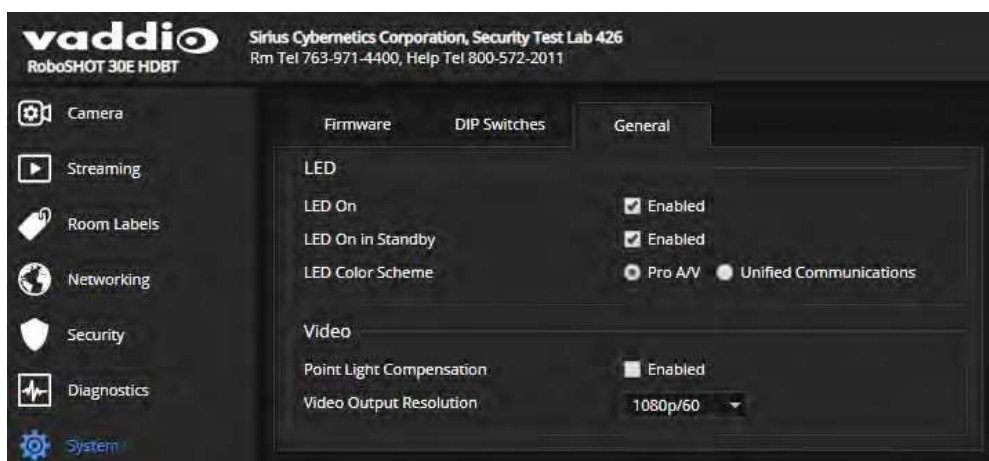 vaddio
RoboSHOT 30E HDBT
Sirius Cybernetics Corporation, Security Test Lab 426
Rm Tel 763-971-4400, Help Tel 800-572-2011
Camera
Streaming
Room Labels
Networking
Security
Diagnostics
System
Firmware DIP Switches General
LED
LED On Enabled
LED On in Standby Enabled
LED Color Scheme Pro A/V Unified Communications
Video
Point Light Compensation Enabled
Video Output Resolution 1080p/60